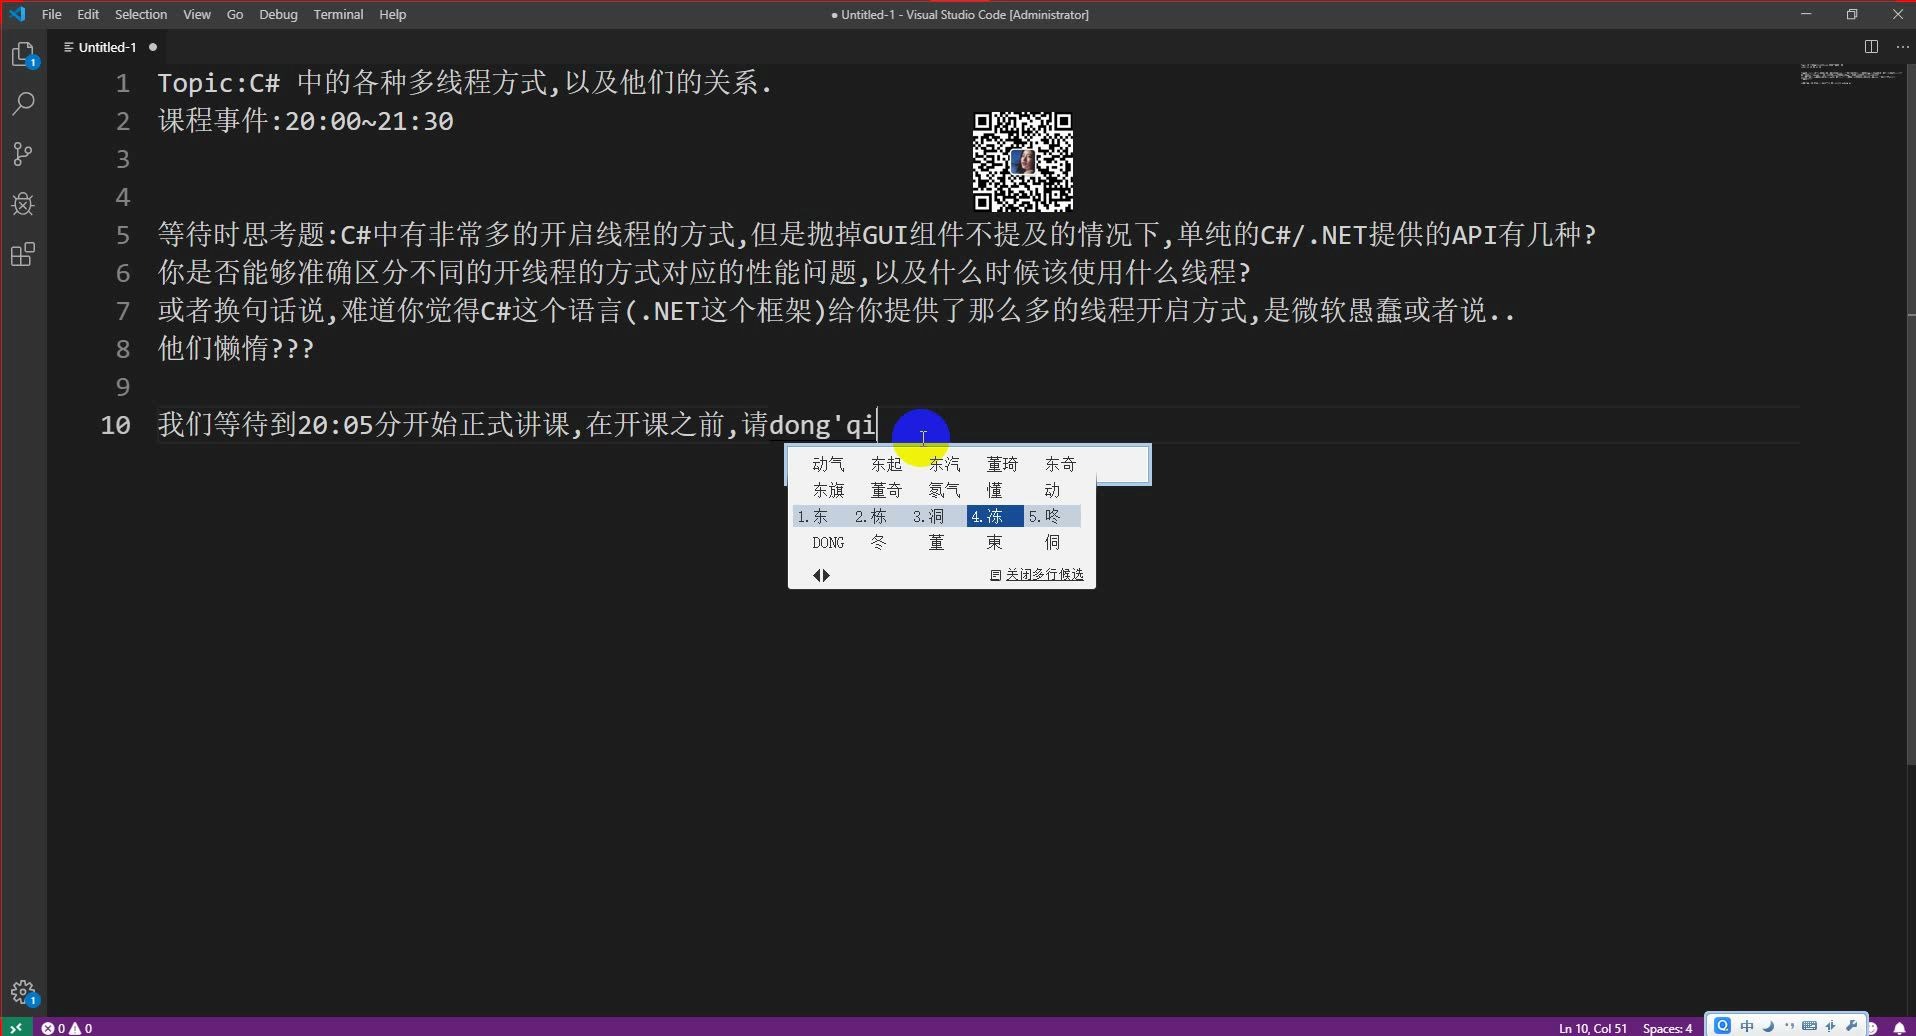 File Edit Selection View Go Debug Terminal Help
● Untitled-1 - Visual Studio Code [Administrator]
Untitled-1 ●
1 Topic:C# 中的各种多线程方式,以及他们的关系.
2 课程事件:20:00~21:30
3
4
5 等待时思考题:C#中有非常多的开启线程的方式,但是抛掉GUI组件不提及的情况下,单纯的C#/.NET提供的API有几种?
6 你是否能够准确区分不同的开线程的方式对应的性能问题,以及什么时候该使用什么线程?
7 或者换句话说,难道你觉得C#这个语言(.NET这个框架)给你提供了那么多的线程开启方式,是微软愚蠢或者说..
8 他们懒惰???
9
10 我们等待到20:05分开始正式讲课,在开课之前,请dong'qi
动气 东起 东汽 董琦 东奇
东旗 董奇 氡气 懂 动
1.东 2.栋 3.洞 4.冻 5.咚
DONG 冬 董 東 侗
关闭多行候选
1
1
0 0
Ln 10, Col 51 Spaces: 4
中